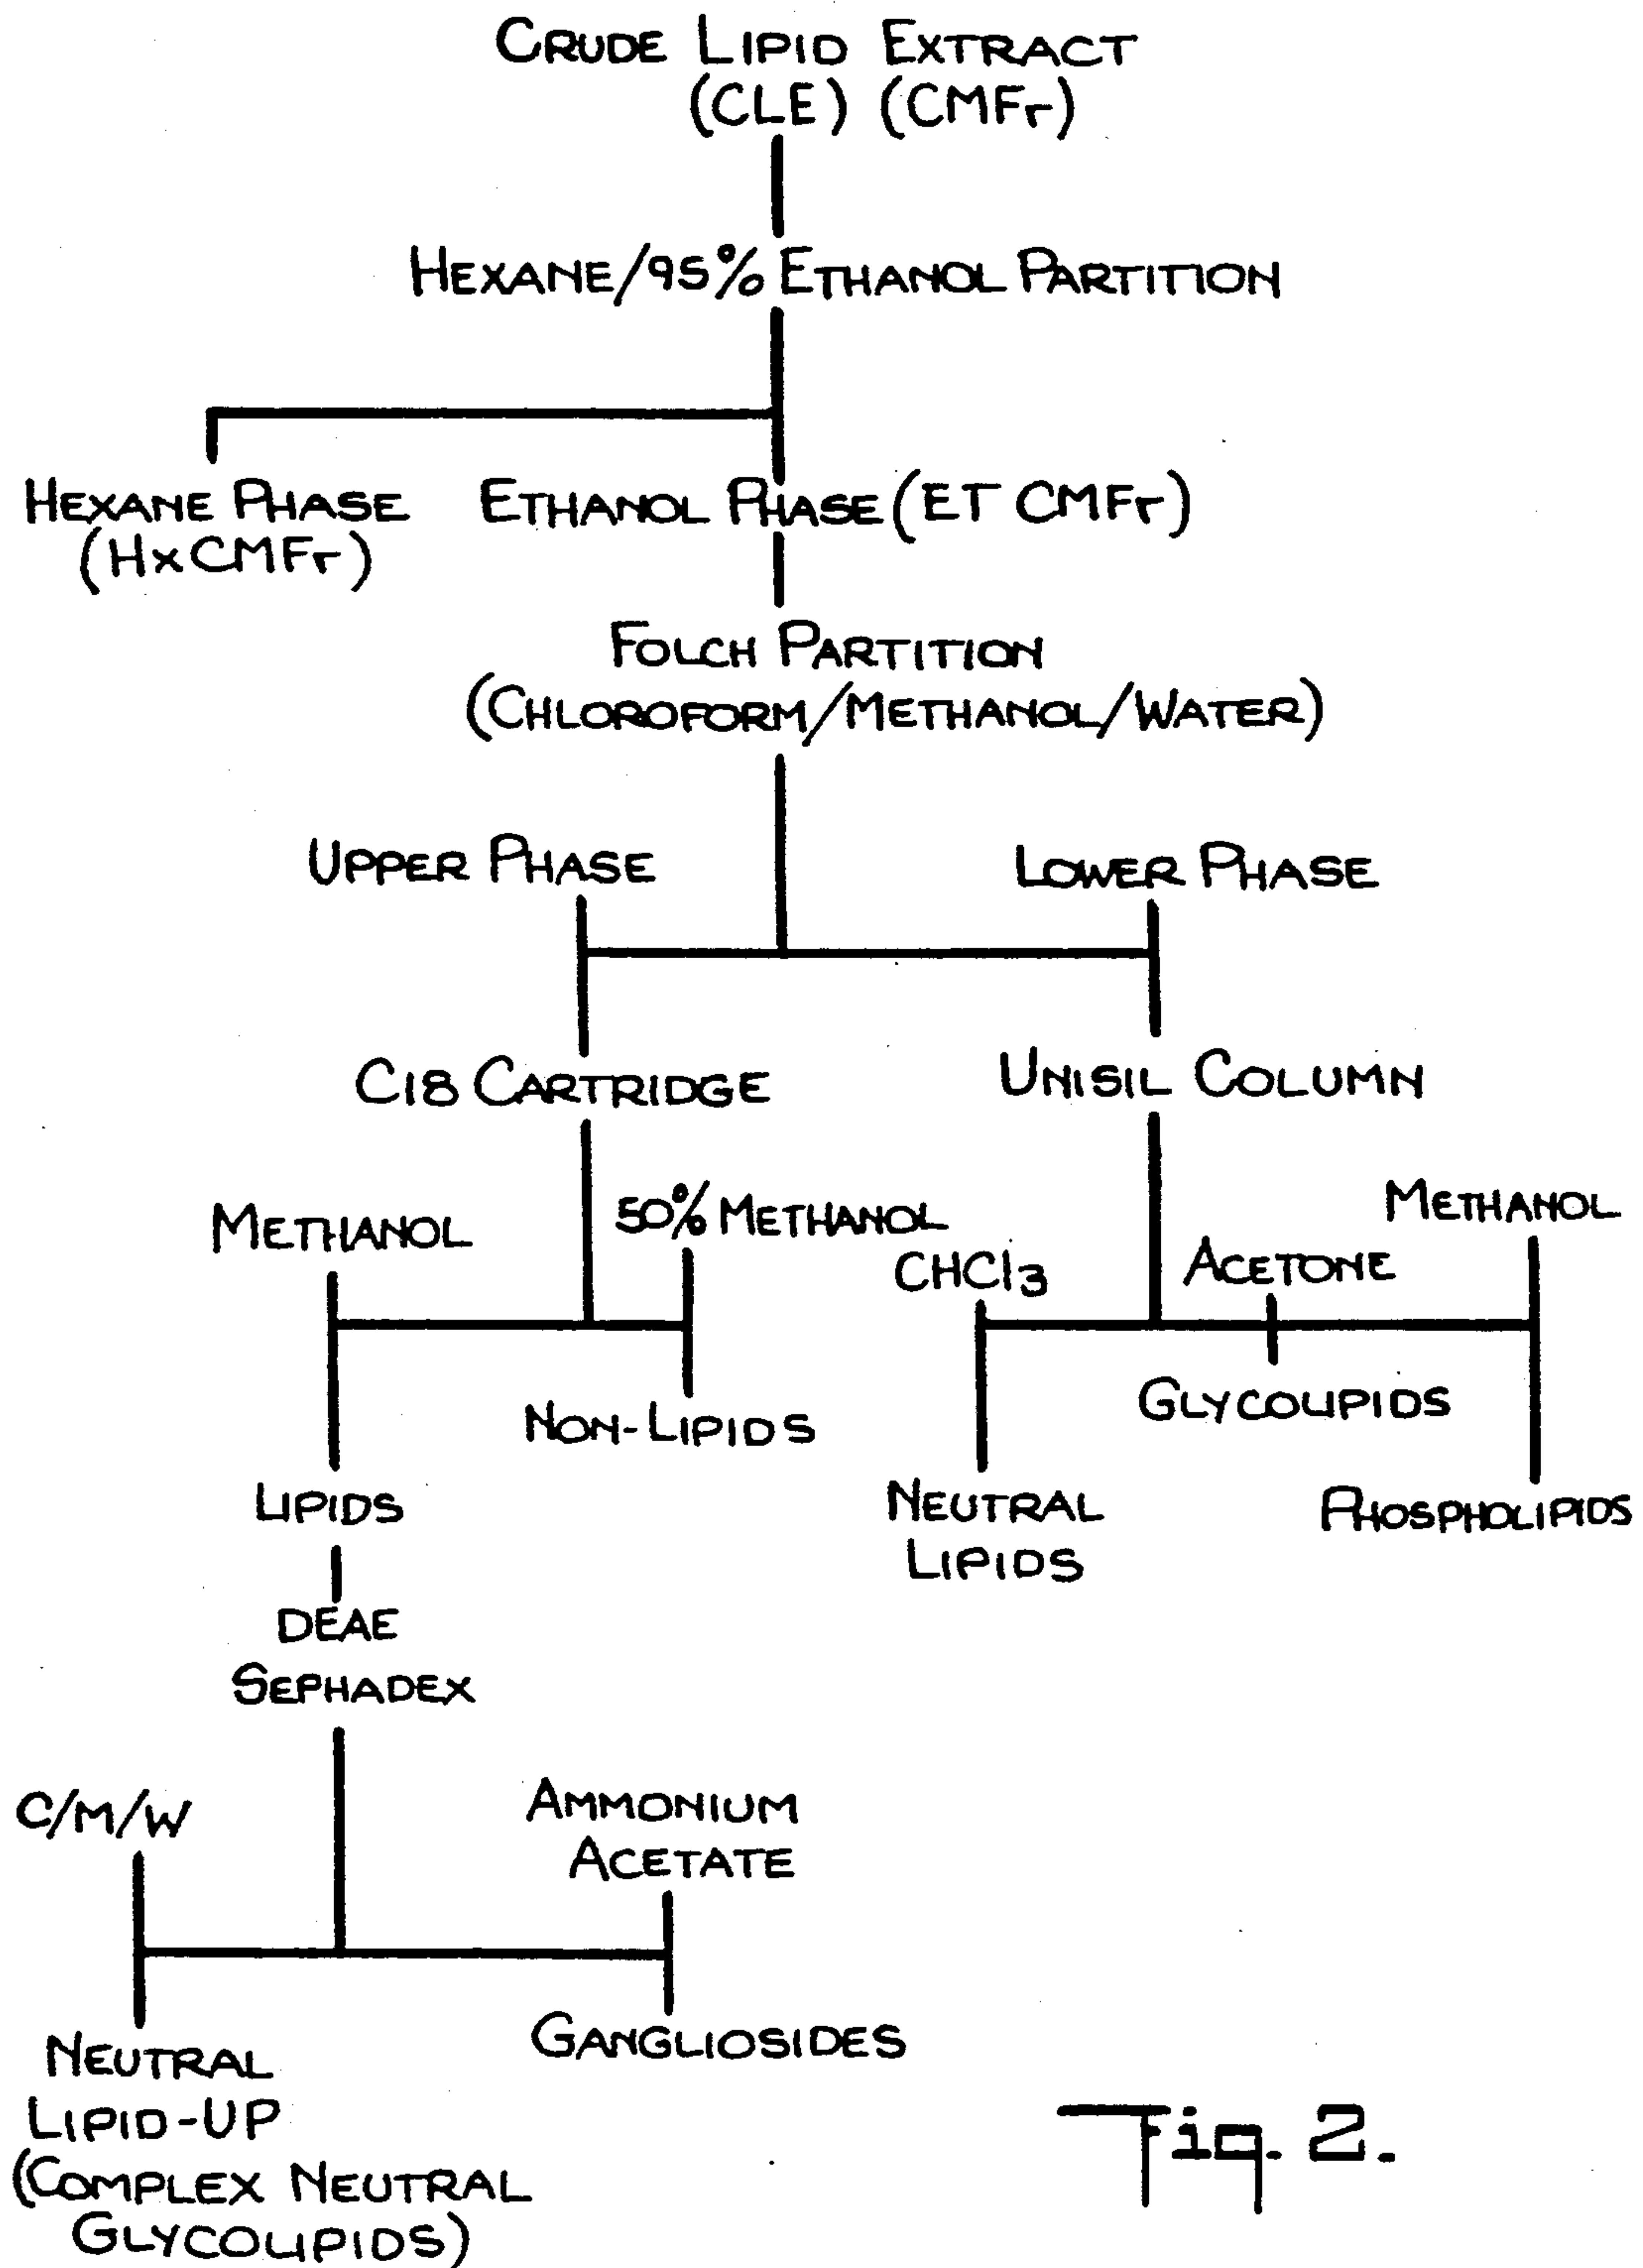 CRUDE LIPID EXTRACT
(CLE) (CMFr)
HEXANE/95% ETHANOL PARTITION
HEXANE PHASE
(HxCMFr)
ETHANOL PHASE (ET CMFr)
FOLCH PARTITION
(CHLOROFORM/METHANOL/WATER)
UPPER PHASE
LOWER PHASE
C18 CARTRIDGE
UNISIL COLUMN
METHANOL
50% METHANOL
CHCl3
ACETONE
METHANOL
NON-LIPIDS
GLYCOLIPIDS
LIPIDS
NEUTRAL
LIPIDS
PHOSPHOLIPIDS
DEAE
SEPHADEX
C/M/W
AMMONIUM
ACETATE
NEUTRAL
LIPID-UP
(COMPLEX NEUTRAL
GLYCOLIPIDS)
GANGLIOSIDES
Fig. 2.